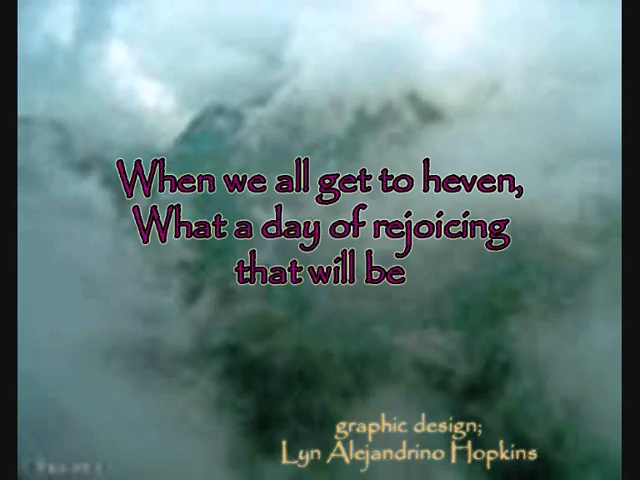 When we all get to heven,
What a day of rejoicing
that will be
graphic design;
Lyn Alejandrino Hopkins